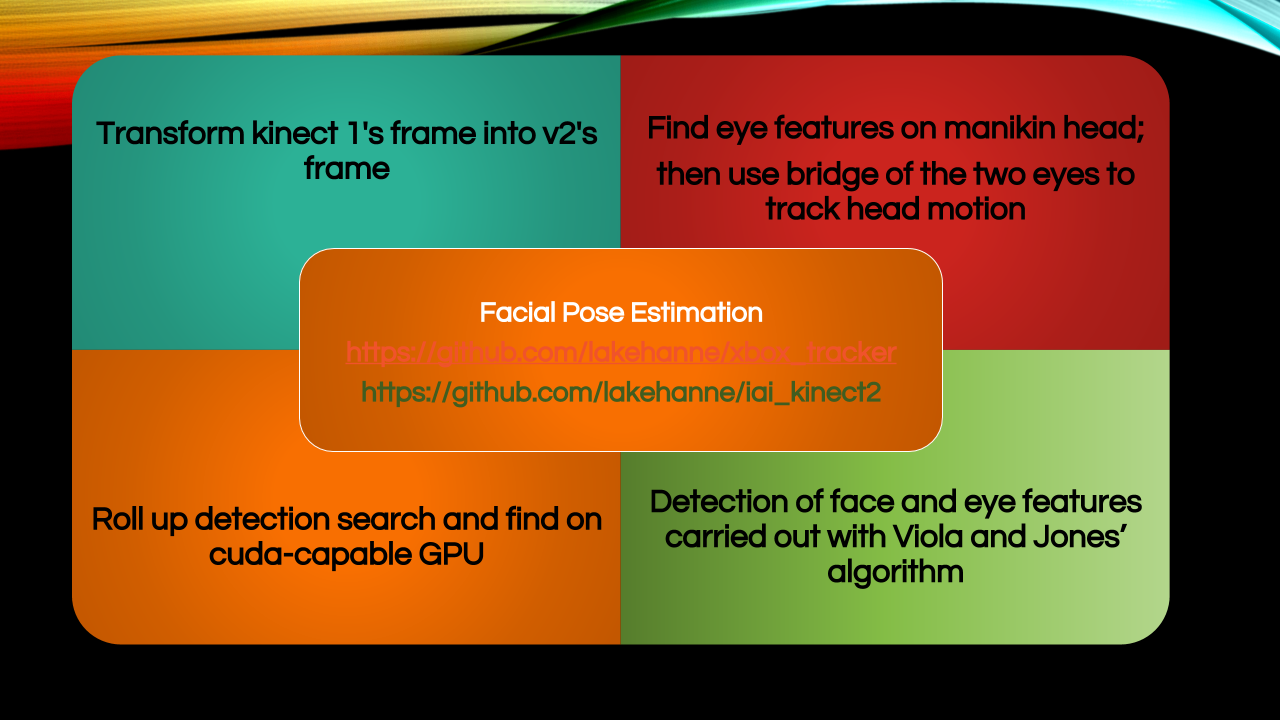 Transform kinect 1's frame into v2's
frame
Find eye features on manikin head;
then use bridge of the two eyes to
track head motion
Facial Pose Estimation
https://github.com/lakehanne/xbox_tracker
https://github.com/lakehanne/iai_kinect2
Roll up detection search and find on
cuda-capable GPU
Detection of face and eye features
carried out with Viola and Jones’
algorithm